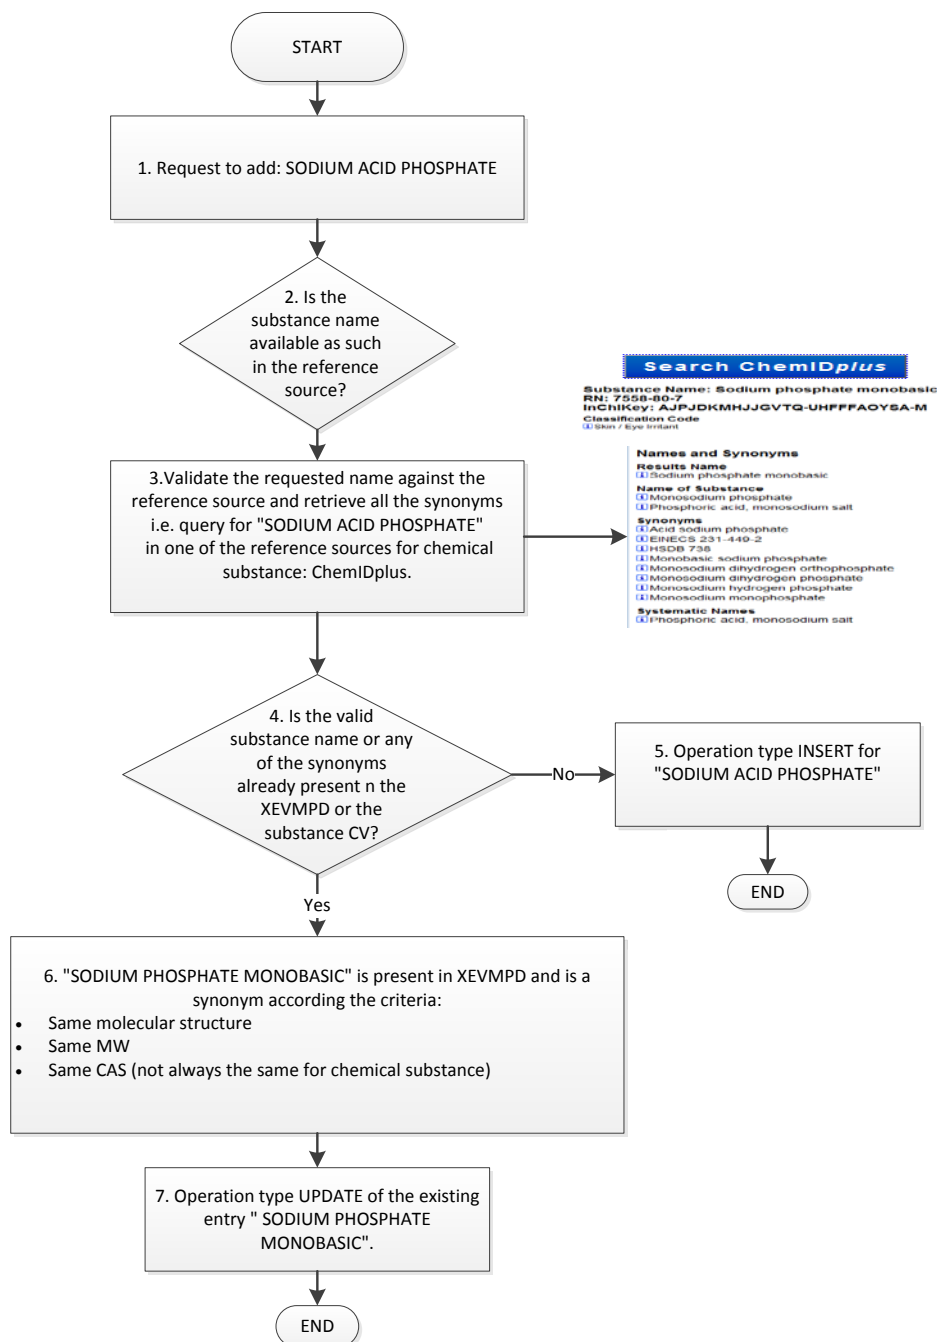 START
1. Request to add: SODIUM ACID PHOSPHATE
2. Is the
substance name
available as such
in the reference
source?
3.Validate the requested name against the
reference source and retrieve all the synonyms
i.e. query for "SODIUM ACID PHOSPHATE"
in one of the reference sources for chemical
substance: ChemIDplus.
Search ChemIDplus
Substance Name: Sodium phosphate monobasic
RN: 7558-80-7
InChIKey: AJPJDKMHJJGVTQ-UHFFFAOYSA-M
Classification Code
Skin / Eye Irritant
Names and Synonyms
Results Name
Sodium phosphate monobasic
Name of Substance
Monosodium phosphate
Phosphoric acid, monosodium salt
Synonyms
Acid sodium phosphate
EINECS 231-449-2
HSDB 738
Monobasic sodium phosphate
Monosodium dihydrogen orthophosphate
Monosodium dihydrogen phosphate
Monosodium hydrogen phosphate
Monosodium monophosphate
Systematic Names
Phosphoric acid, monosodium salt
4. Is the valid
substance name or any
of the synonyms
already present n the
XEVMPD or the
substance CV?
No
5. Operation type INSERT for
"SODIUM ACID PHOSPHATE"
END
Yes
6. "SODIUM PHOSPHATE MONOBASIC" is present in XEVMPD and is a
synonym according the criteria:
• Same molecular structure
• Same MW
• Same CAS (not always the same for chemical substance)
7. Operation type UPDATE of the existing
entry " SODIUM PHOSPHATE
MONOBASIC".
END